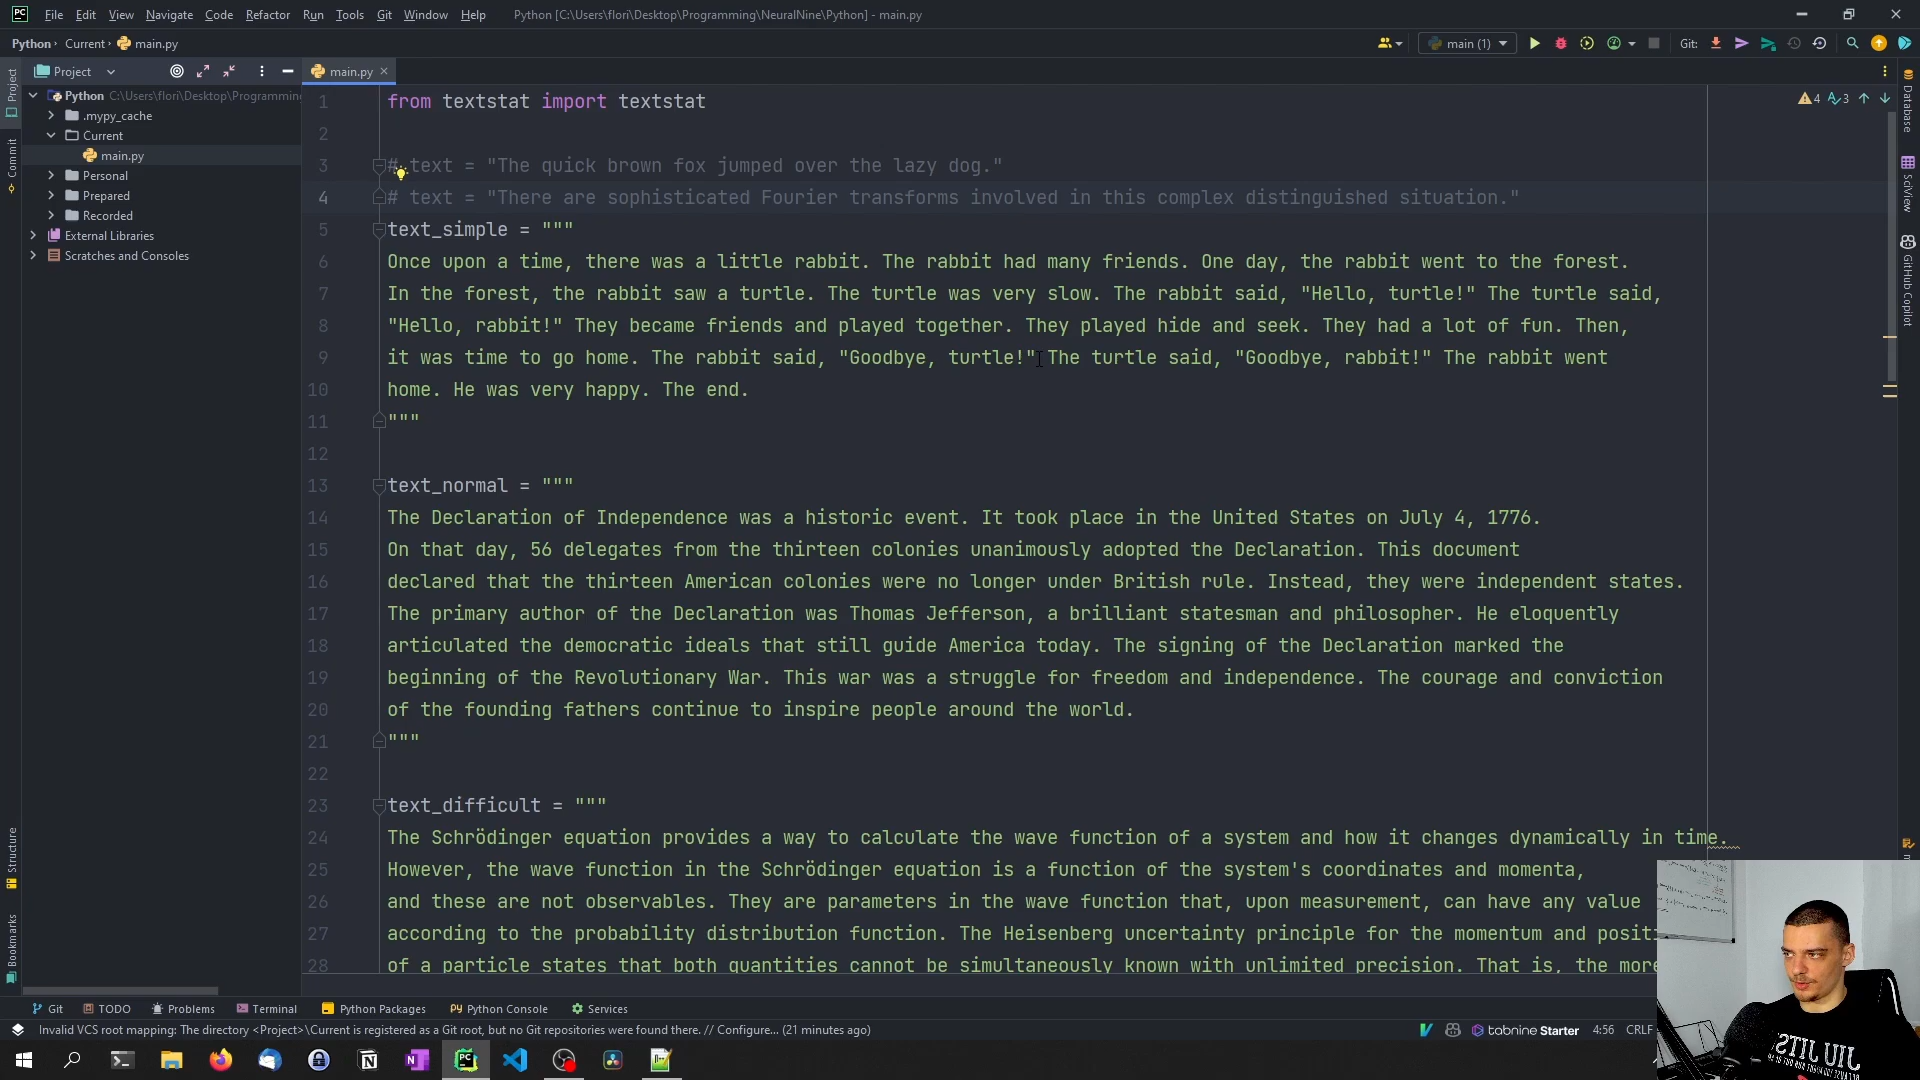 File Edit View Navigate Code Refactor Run Tools Git Window Help Python [C:\Users\flori\Desktop\Programming\NeuralNine\Python] - main.py
Python Current main.py
main (1)
Git:
Project
main.py
Python C:\Users\flori\Desktop\Programming
.mypy_cache
Current
main.py
Personal
Prepared
Recorded
External Libraries
Scratches and Consoles
Project
Commit
Structure
Bookmarks
4 3
1 from textstat import textstat
2
3 # text = "The quick brown fox jumped over the lazy dog."
4 # text = "There are sophisticated Fourier transforms involved in this complex distinguished situation."
5 text_simple = """
6 Once upon a time, there was a little rabbit. The rabbit had many friends. One day, the rabbit went to the forest.
7 In the forest, the rabbit saw a turtle. The turtle was very slow. The rabbit said, "Hello, turtle!" The turtle said,
8 "Hello, rabbit!" They became friends and played together. They played hide and seek. They had a lot of fun. Then,
9 it was time to go home. The rabbit said, "Goodbye, turtle!" The turtle said, "Goodbye, rabbit!" The rabbit went
10 home. He was very happy. The end.
11 """
12
13 text_normal = """
14 The Declaration of Independence was a historic event. It took place in the United States on July 4, 1776.
15 On that day, 56 delegates from the thirteen colonies unanimously adopted the Declaration. This document
16 declared that the thirteen American colonies were no longer under British rule. Instead, they were independent states.
17 The primary author of the Declaration was Thomas Jefferson, a brilliant statesman and philosopher. He eloquently
18 articulated the democratic ideals that still guide America today. The signing of the Declaration marked the
19 beginning of the Revolutionary War. This war was a struggle for freedom and independence. The courage and conviction
20 of the founding fathers continue to inspire people around the world.
21 """
22
23 text_difficult = """
24 The Schrödinger equation provides a way to calculate the wave function of a system and how it changes dynamically in time.
25 However, the wave function in the Schrödinger equation is a function of the system's coordinates and momenta,
26 and these are not observables. They are parameters in the wave function that, upon measurement, can have any value
27 according to the probability distribution function. The Heisenberg uncertainty principle for the momentum and positi
28 of a particle states that both quantities cannot be simultaneously known with unlimited precision. That is, the more
Database
SciView
GitHub Copilot
Git TODO Problems Terminal Python Packages Python Console Services
Invalid VCS root mapping: The directory <Project>\Current is registered as a Git root, but no Git repositories were found there. // Configure... (21 minutes ago)
tabnine Starter 4:56 CRLF